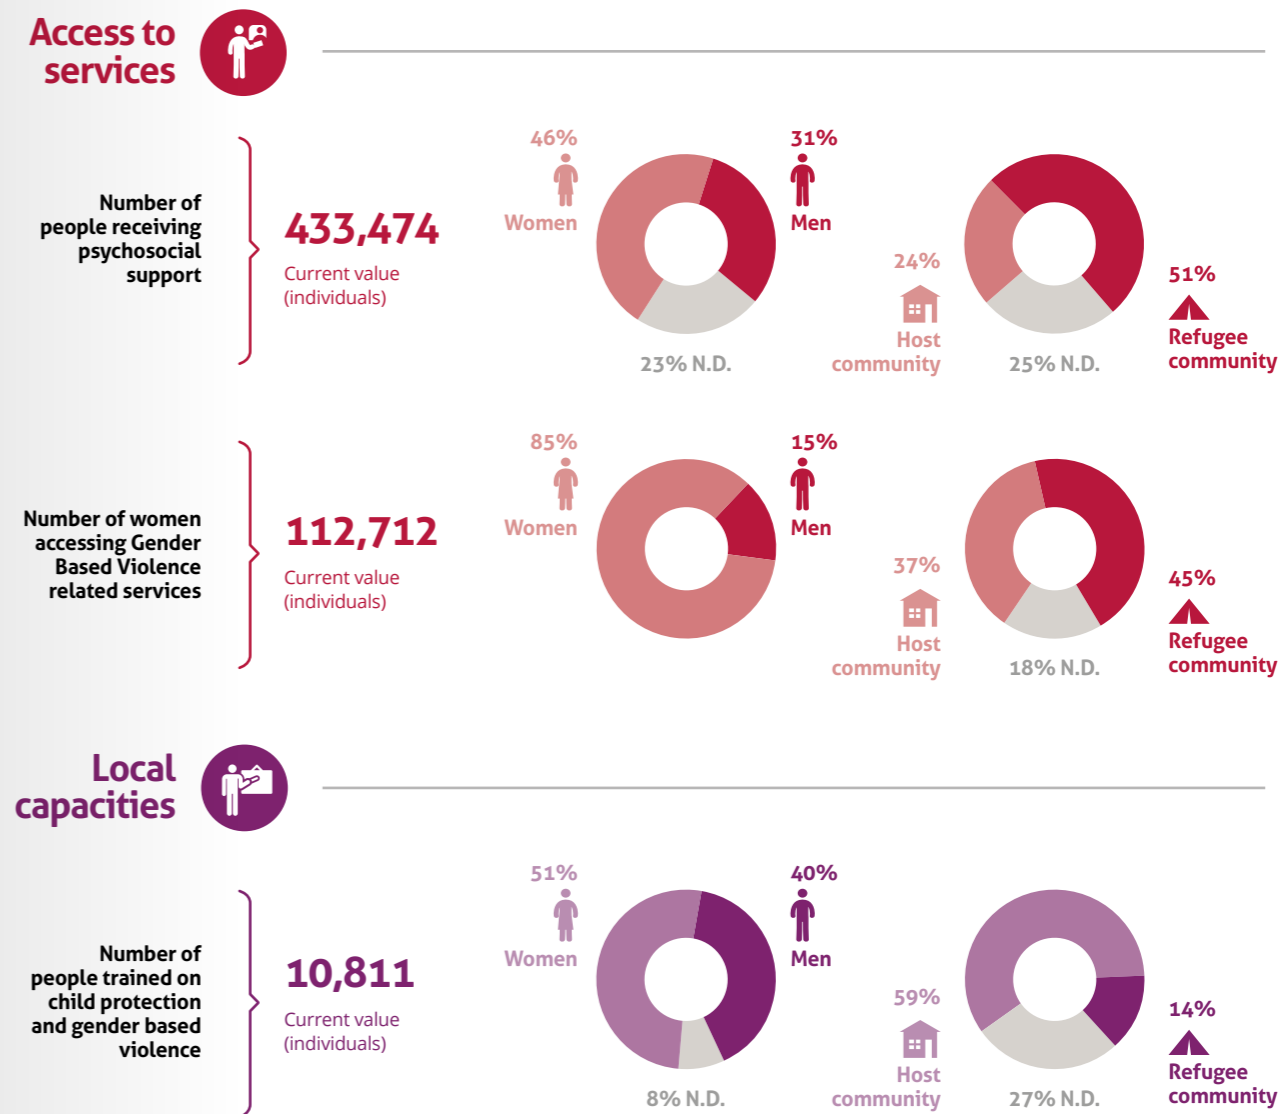 Access to
services
Number of
people receiving
psychosocial
support
433,474
Current value
(individuals)
46%
Women
31%
Men
23% N.D.
24%
Host
community
51%
Refugee
community
25% N.D.
Number of women
accessing Gender
Based Violence
related services
112,712
Current value
(individuals)
85%
Women
15%
Men
37%
Host
community
45%
Refugee
community
18% N.D.
Local
capacities
Number of
people trained on
child protection
and gender based
violence
10,811
Current value
(individuals)
51%
Women
40%
Men
8% N.D.
59%
Host
community
14%
Refugee
community
27% N.D.